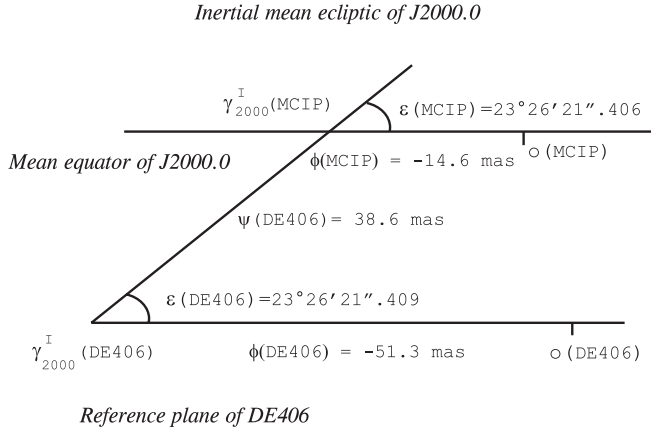 Inertial mean ecliptic of J2000.0
γ^I_2000(MCIP)
ε(MCIP)=23°26′21″.406
Mean equator of J2000.0
ϕ(MCIP) = -14.6 mas
o(MCIP)
ψ(DE406)= 38.6 mas
ε(DE406)=23°26′21″.409
γ^I_2000(DE406)
ϕ(DE406) = -51.3 mas
o(DE406)
Reference plane of DE406